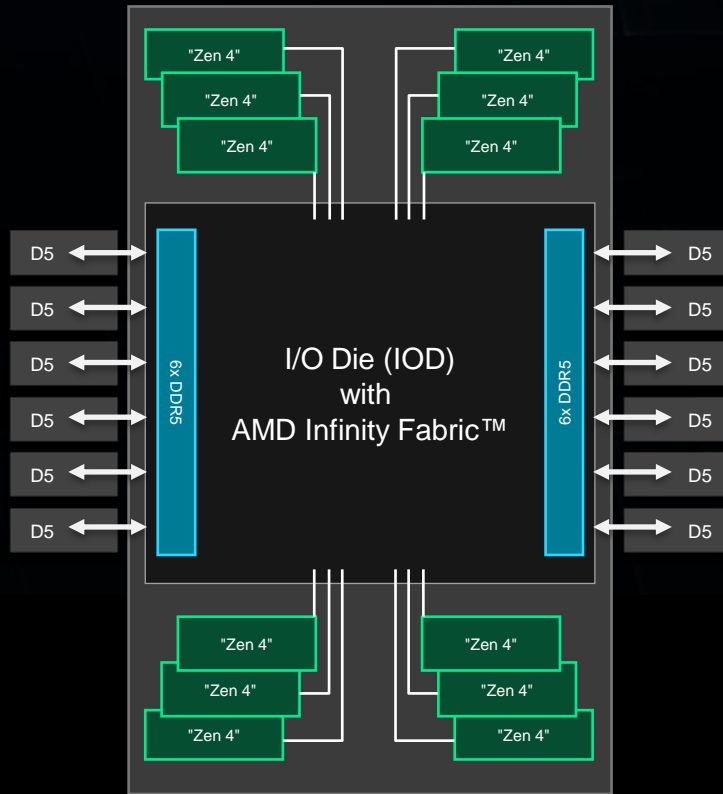 "Zen 4"
"Zen 4"
"Zen 4"
"Zen 4"
"Zen 4"
"Zen 4"
D5
D5
D5
D5
D5
D5
6x DDR5
I/O Die (IOD)
with
AMD Infinity Fabric™
6x DDR5
D5
D5
D5
D5
D5
D5
"Zen 4"
"Zen 4"
"Zen 4"
"Zen 4"
"Zen 4"
"Zen 4"